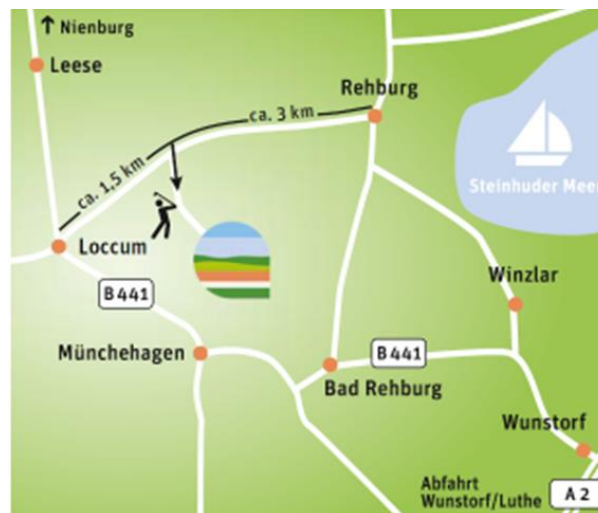 ↑ Nienburg
Leese
Rehburg
ca. 3 km
ca. 1,5 km
Steinhuder Meer
Loccum
Winzlar
B 441
Münchehagen
B 441
Bad Rehburg
Wunstorf
Abfahrt
Wunstorf/Luthe
A 2